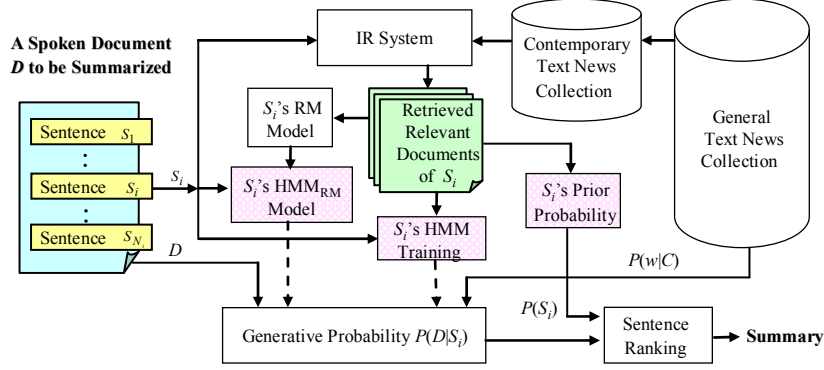 A Spoken Document
D to be Summarized
Sentence S1
:
Sentence Si
:
Sentence SNi
Si
D
IR System
Contemporary
Text News
Collection
General
Text News
Collection
Si's RM
Model
Retrieved
Relevant
Documents
of Si
Si's HMMRM
Model
Si's HMM
Training
Si's Prior
Probability
P(w|C)
P(Si)
Generative Probability P(D|Si)
Sentence
Ranking
Summary